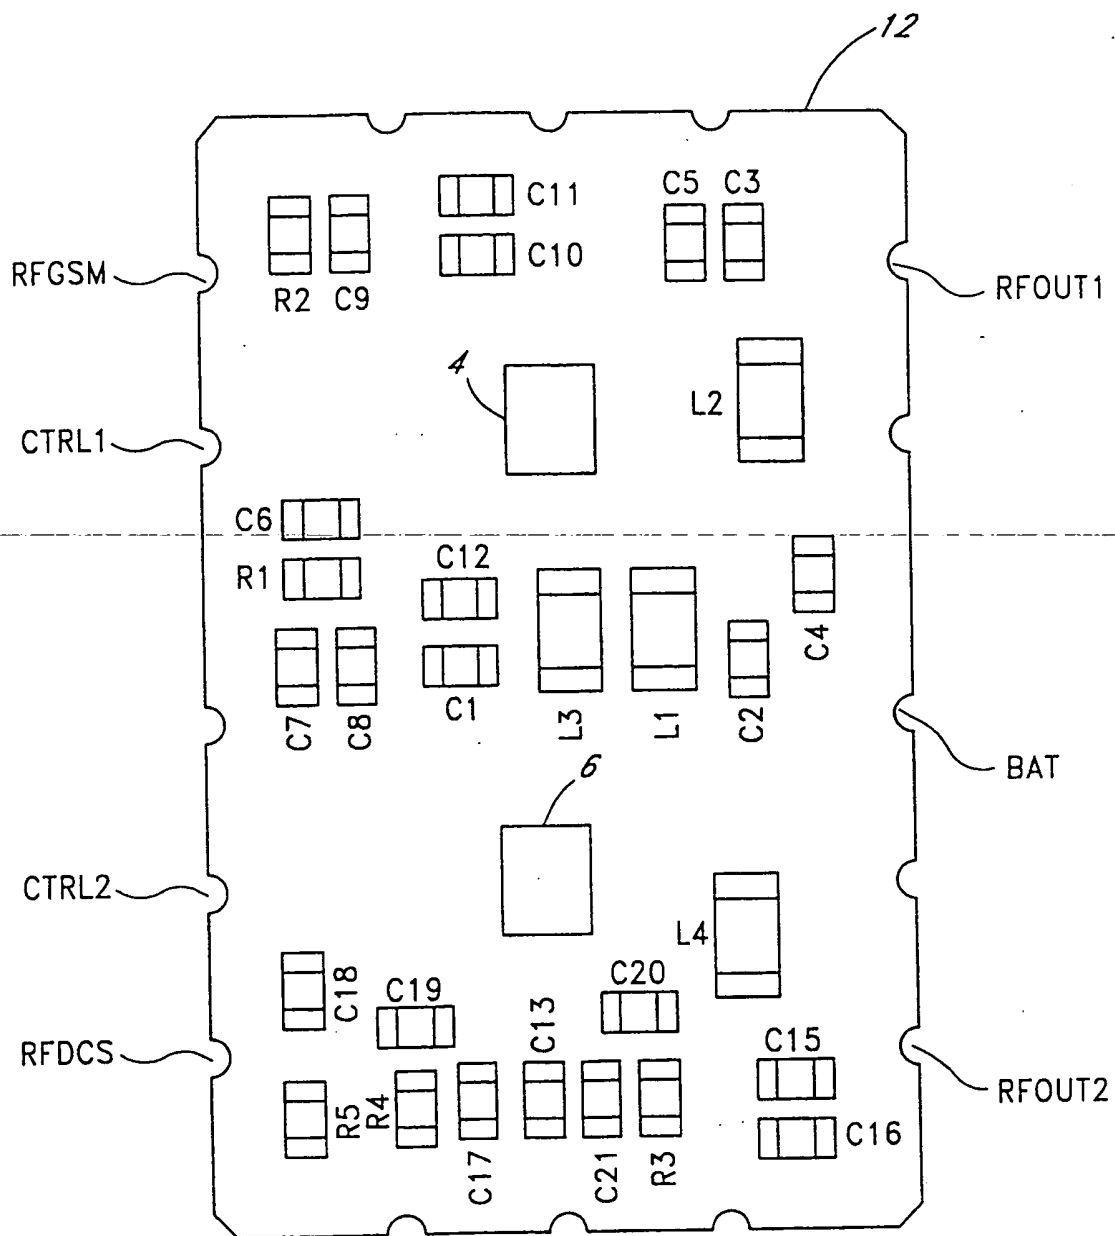 12
C11
C5
C3
C10
RFGSM
R2
C9
RFOUT1
4
L2
CTRL1
C6
C12
R1
C4
C1
C7
C8
L3
L1
C2
6
BAT
CTRL2
L4
C18
C19
C20
C13
RFDCS
C15
RFOUT2
R5
R4
C16
C17
C21
R3